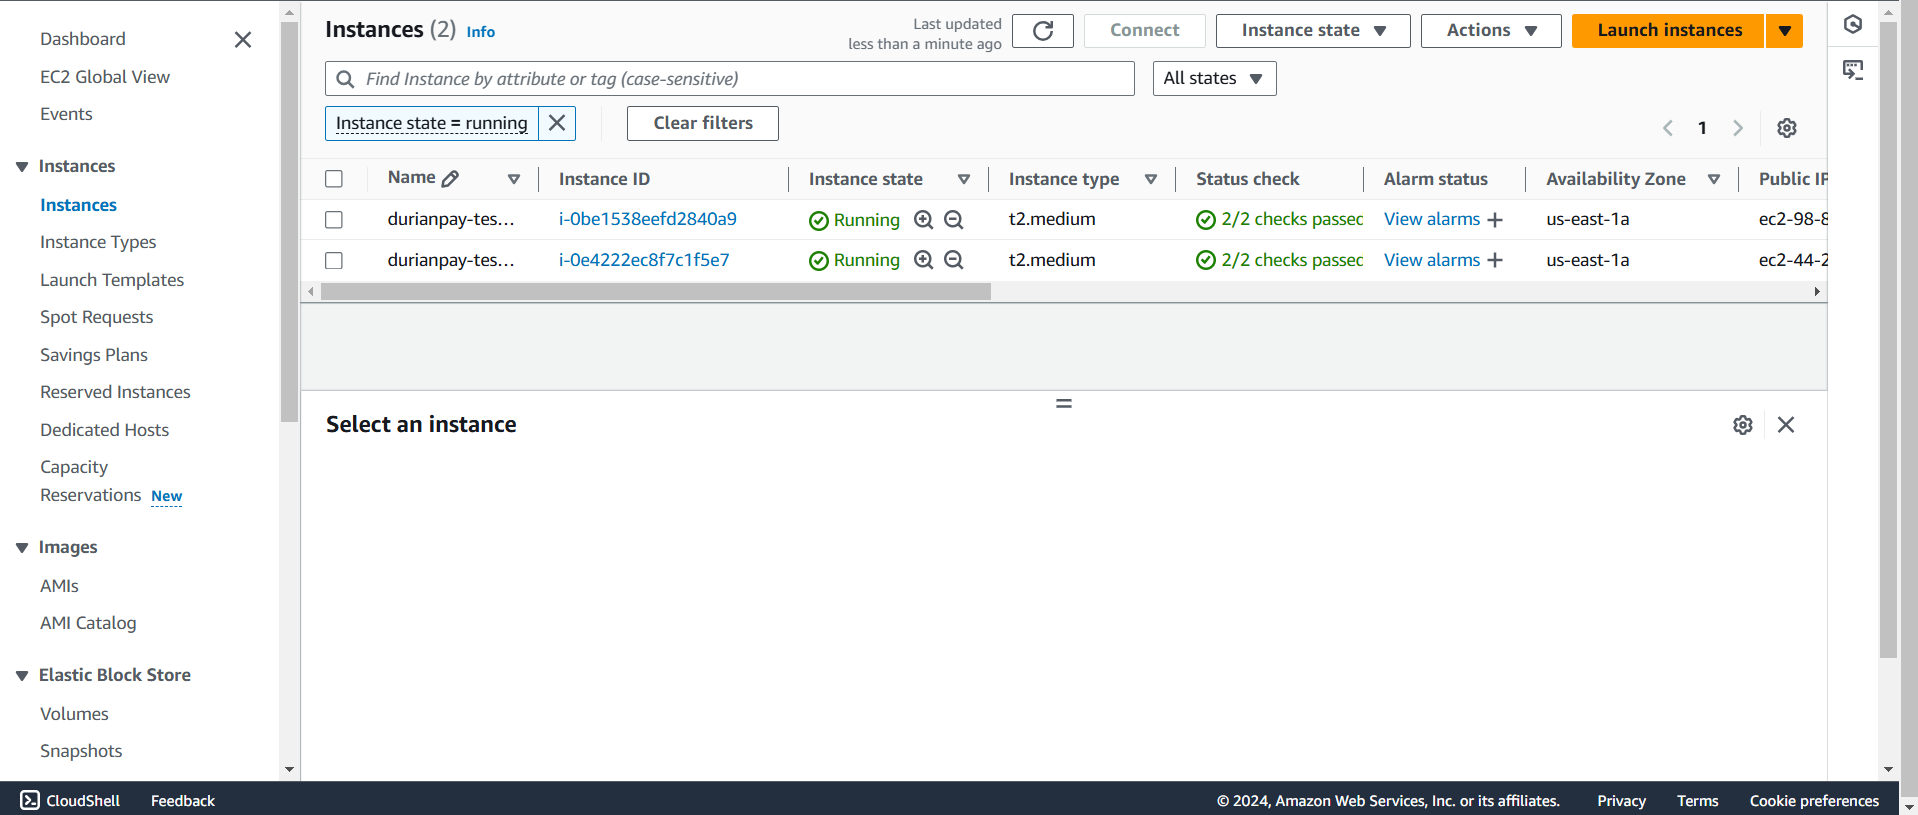 Dashboard
EC2 Global View
Events
Instances
Instances
Instance Types
Launch Templates
Spot Requests
Savings Plans
Reserved Instances
Dedicated Hosts
Capacity
Reservations New
Images
AMIs
AMI Catalog
Elastic Block Store
Volumes
Snapshots
Instances (2) Info
Last updated
less than a minute ago
Connect
Instance state
Actions
Launch instances
Find Instance by attribute or tag (case-sensitive)
All states
Instance state = running
Clear filters
1
Name Instance ID Instance state Instance type Status check Alarm status Availability Zone Public IP
durianpay-tes... i-0be1538eefd2840a9 Running t2.medium 2/2 checks passed View alarms + us-east-1a ec2-98-8
durianpay-tes... i-0e4222ec8f7c1f5e7 Running t2.medium 2/2 checks passed View alarms + us-east-1a ec2-44-2
Select an instance
CloudShell Feedback © 2024, Amazon Web Services, Inc. or its affiliates. Privacy Terms Cookie preferences